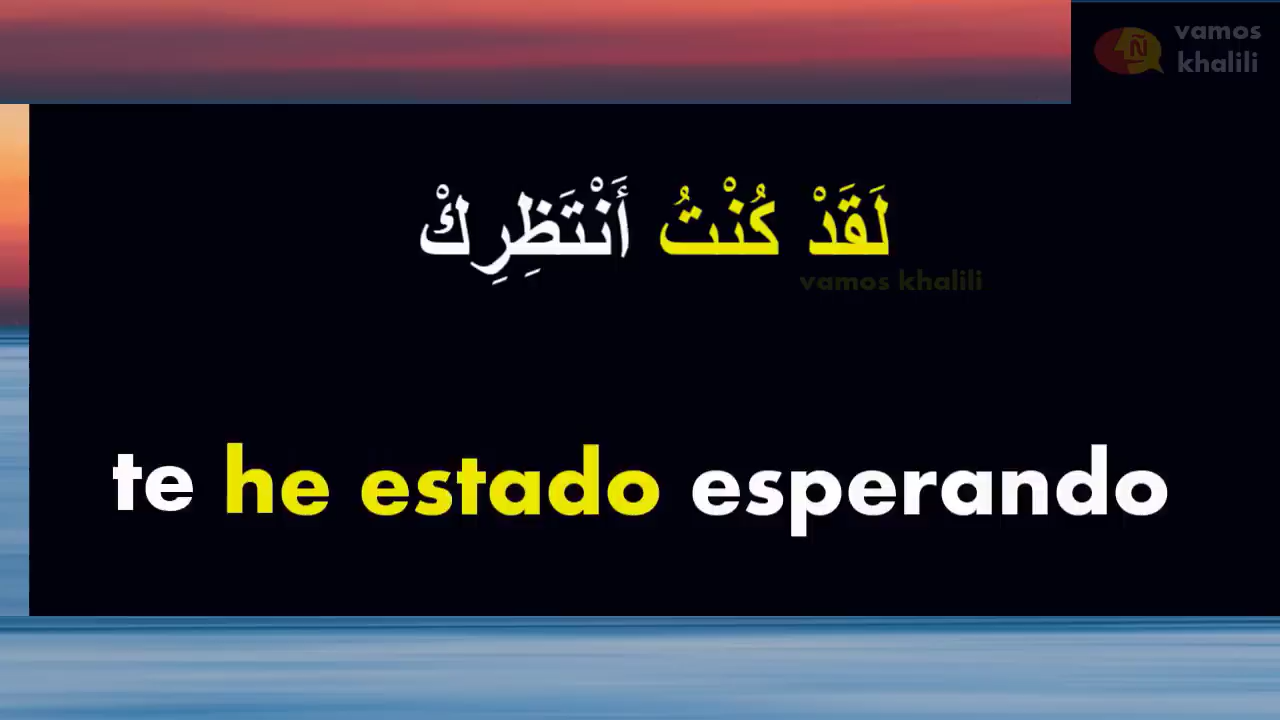 vamos
khalili
Ñ
لَقَدْ كُنْتُ أَنْتَظِرِكْ
vamos khalili
te he estado esperando